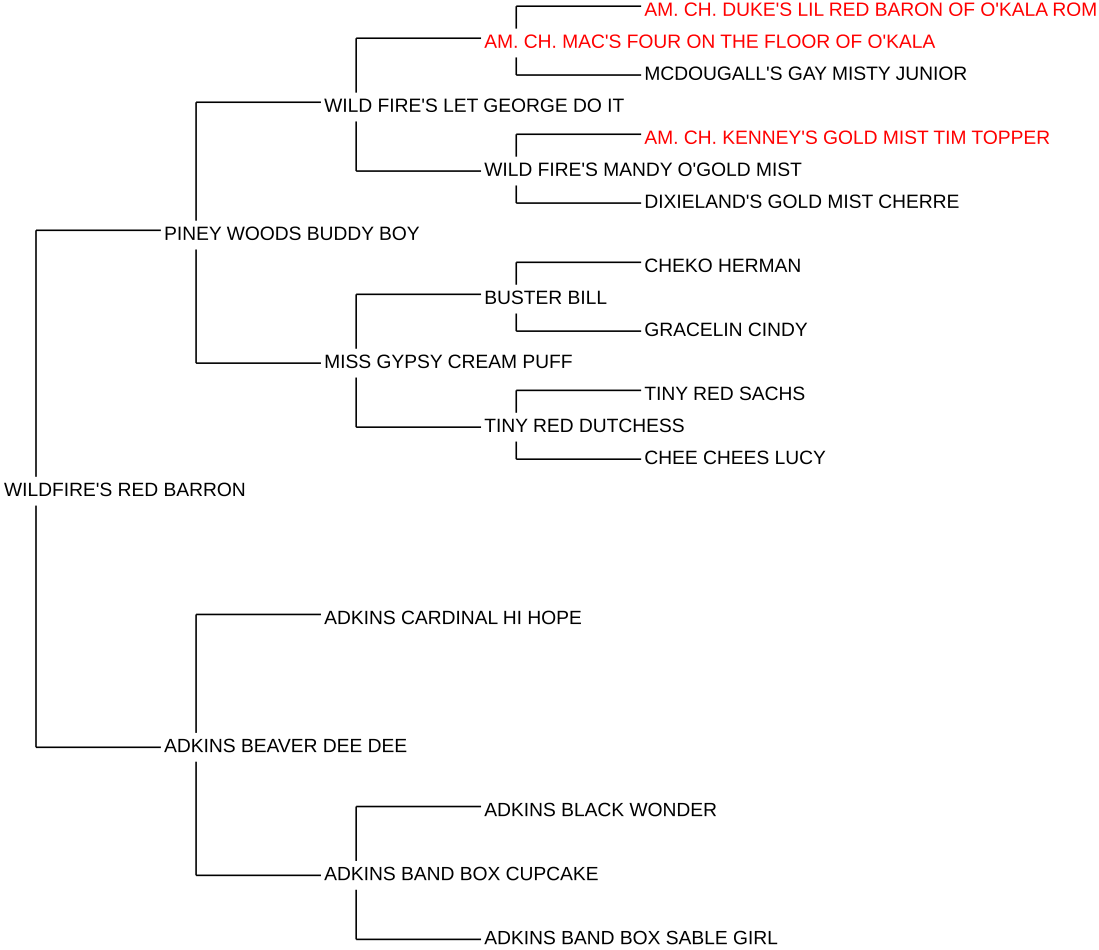 AM. CH. DUKE'S LIL RED BARON OF O'KALA ROM
AM. CH. MAC'S FOUR ON THE FLOOR OF O'KALA
MCDOUGALL'S GAY MISTY JUNIOR
WILD FIRE'S LET GEORGE DO IT
AM. CH. KENNEY'S GOLD MIST TIM TOPPER
WILD FIRE'S MANDY O'GOLD MIST
DIXIELAND'S GOLD MIST CHERRE
PINEY WOODS BUDDY BOY
CHEKO HERMAN
BUSTER BILL
GRACELIN CINDY
MISS GYPSY CREAM PUFF
TINY RED SACHS
TINY RED DUTCHESS
CHEE CHEES LUCY
WILDFIRE'S RED BARRON
ADKINS CARDINAL HI HOPE
ADKINS BEAVER DEE DEE
ADKINS BLACK WONDER
ADKINS BAND BOX CUPCAKE
ADKINS BAND BOX SABLE GIRL